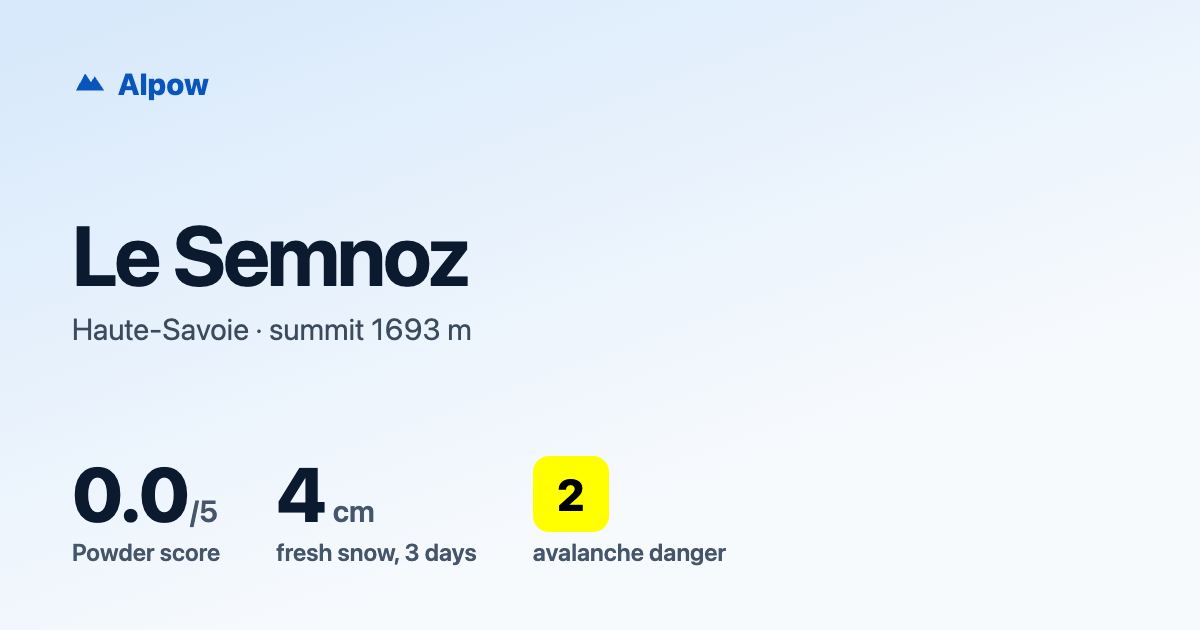 Alpow
Le Semnoz
Haute-Savoie · summit 1693 m
0.0/5
Powder score
4 cm
fresh snow, 3 days
2
avalanche danger